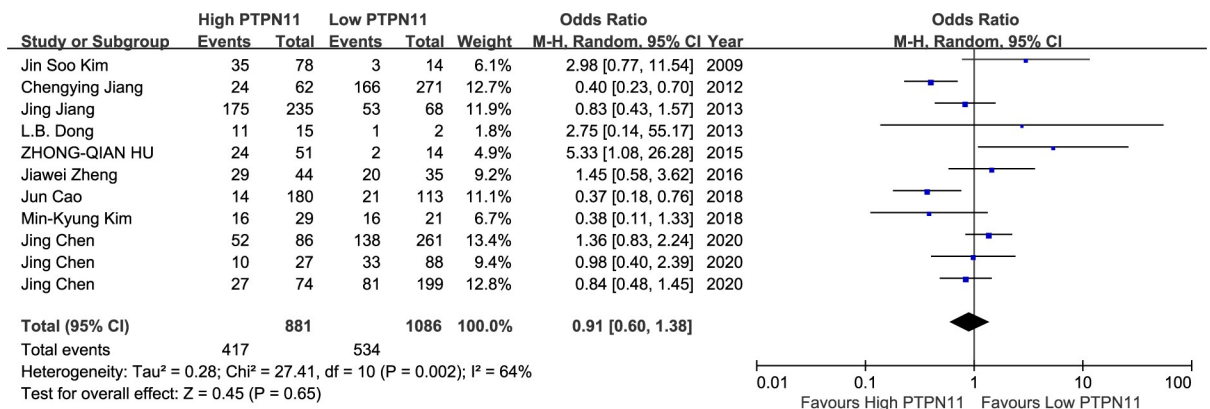 High PTPN11 Low PTPN11 Odds Ratio Odds Ratio
Study or Subgroup Events Total Events Total Weight M-H, Random, 95% CI Year M-H, Random, 95% CI
Jin Soo Kim 35 78 3 14 6.1% 2.98 [0.77, 11.54] 2009
Chengying Jiang 24 62 166 271 12.7% 0.40 [0.23, 0.70] 2012
Jing Jiang 175 235 53 68 11.9% 0.83 [0.43, 1.57] 2013
L.B. Dong 11 15 1 2 1.8% 2.75 [0.14, 55.17] 2013
ZHONG-QIAN HU 24 51 2 14 4.9% 5.33 [1.08, 26.28] 2015
Jiawei Zheng 29 44 20 35 9.2% 1.45 [0.58, 3.62] 2016
Jun Cao 14 180 21 113 11.1% 0.37 [0.18, 0.76] 2018
Min-Kyung Kim 16 29 16 21 6.7% 0.38 [0.11, 1.33] 2018
Jing Chen 52 86 138 261 13.4% 1.36 [0.83, 2.24] 2020
Jing Chen 10 27 33 88 9.4% 0.98 [0.40, 2.39] 2020
Jing Chen 27 74 81 199 12.8% 0.84 [0.48, 1.45] 2020
Total (95% CI) 881 1086 100.0% 0.91 [0.60, 1.38]
Total events 417 534
Heterogeneity: Tau² = 0.28; Chi² = 27.41, df = 10 (P = 0.002); I² = 64%
Test for overall effect: Z = 0.45 (P = 0.65)
0.01 0.1 1 10 100
Favours High PTPN11 Favours Low PTPN11